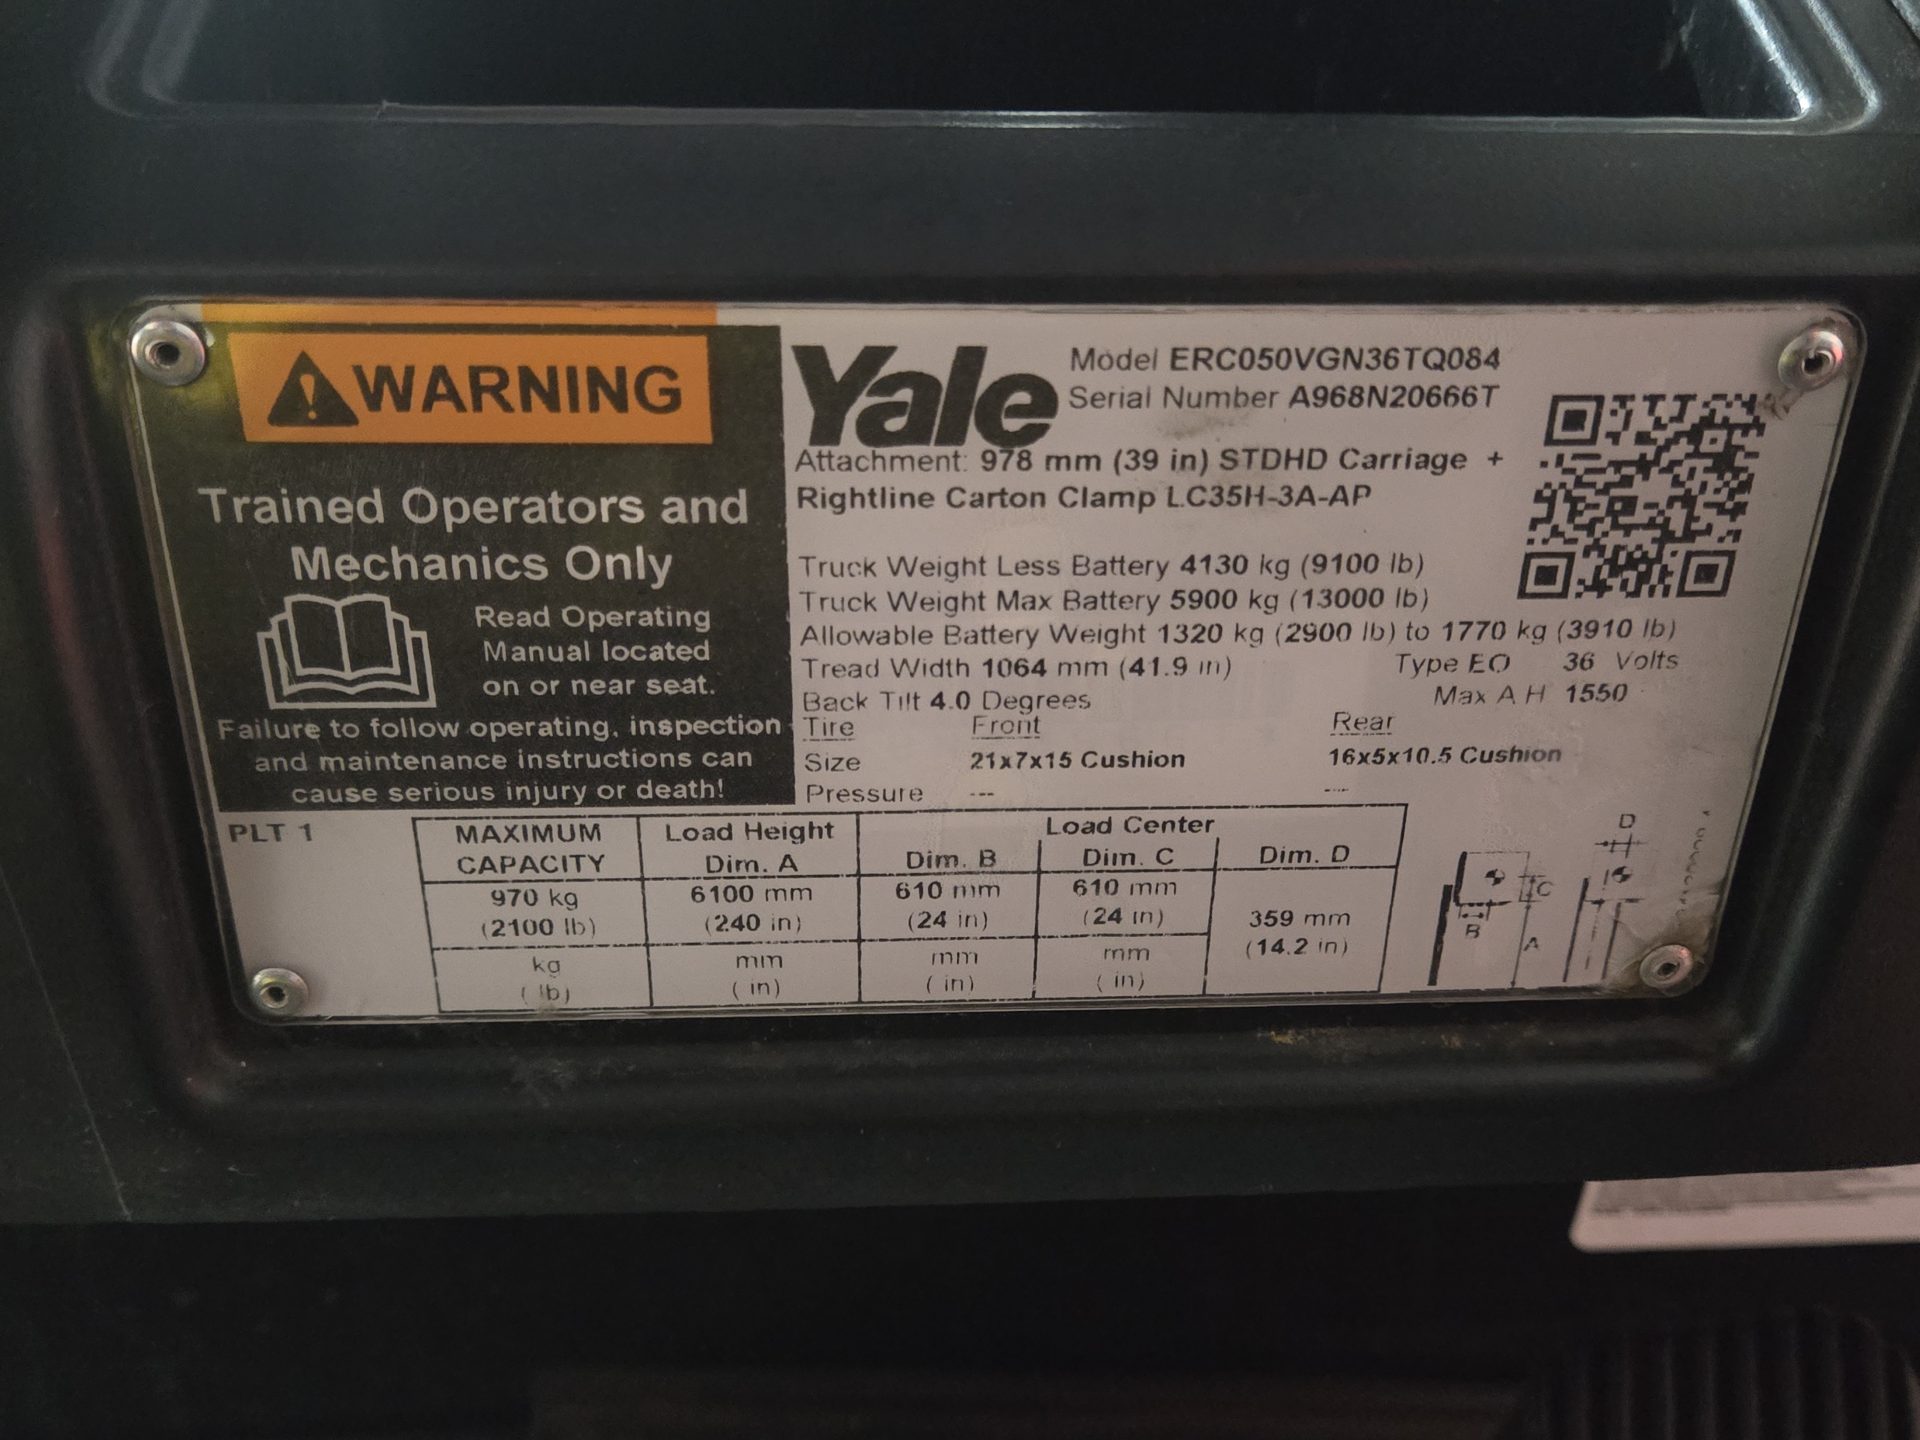 WARNING
Trained Operators and
Mechanics Only
Read Operating
Manual located
on or near seat.
Failure to follow operating, inspection
and maintenance instructions can
cause serious injury or death!
Yale
Model ERC050VGN36TQ084
Serial Number A968N20666T
Attachment: 978 mm (39 in) STDHD Carriage +
Rightline Carton Clamp LC35H-3A-AP
Truck Weight Less Battery 4130 kg (9100 lb)
Truck Weight Max Battery 5900 kg (13000 lb)
Allowable Battery Weight 1320 kg (2900 lb) to 1770 kg (3910 lb)
Tread Width 1064 mm (41.9 in) Type EO 36 Volts
Back Tilt 4.0 Degrees Max A H 1550
Tire Front Rear
Size 21x7x15 Cushion 16x5x10.5 Cushion
Pressure --- ---
PLT 1
MAXIMUM Load Height Load Center
CAPACITY Dim. A Dim. B Dim. C Dim. D
970 kg 6100 mm 610 mm 610 mm 359 mm
(2100 lb) (240 in) (24 in) (24 in) (14.2 in)
kg mm mm mm
( lb) ( in) ( in) ( in)
D
C
B
A